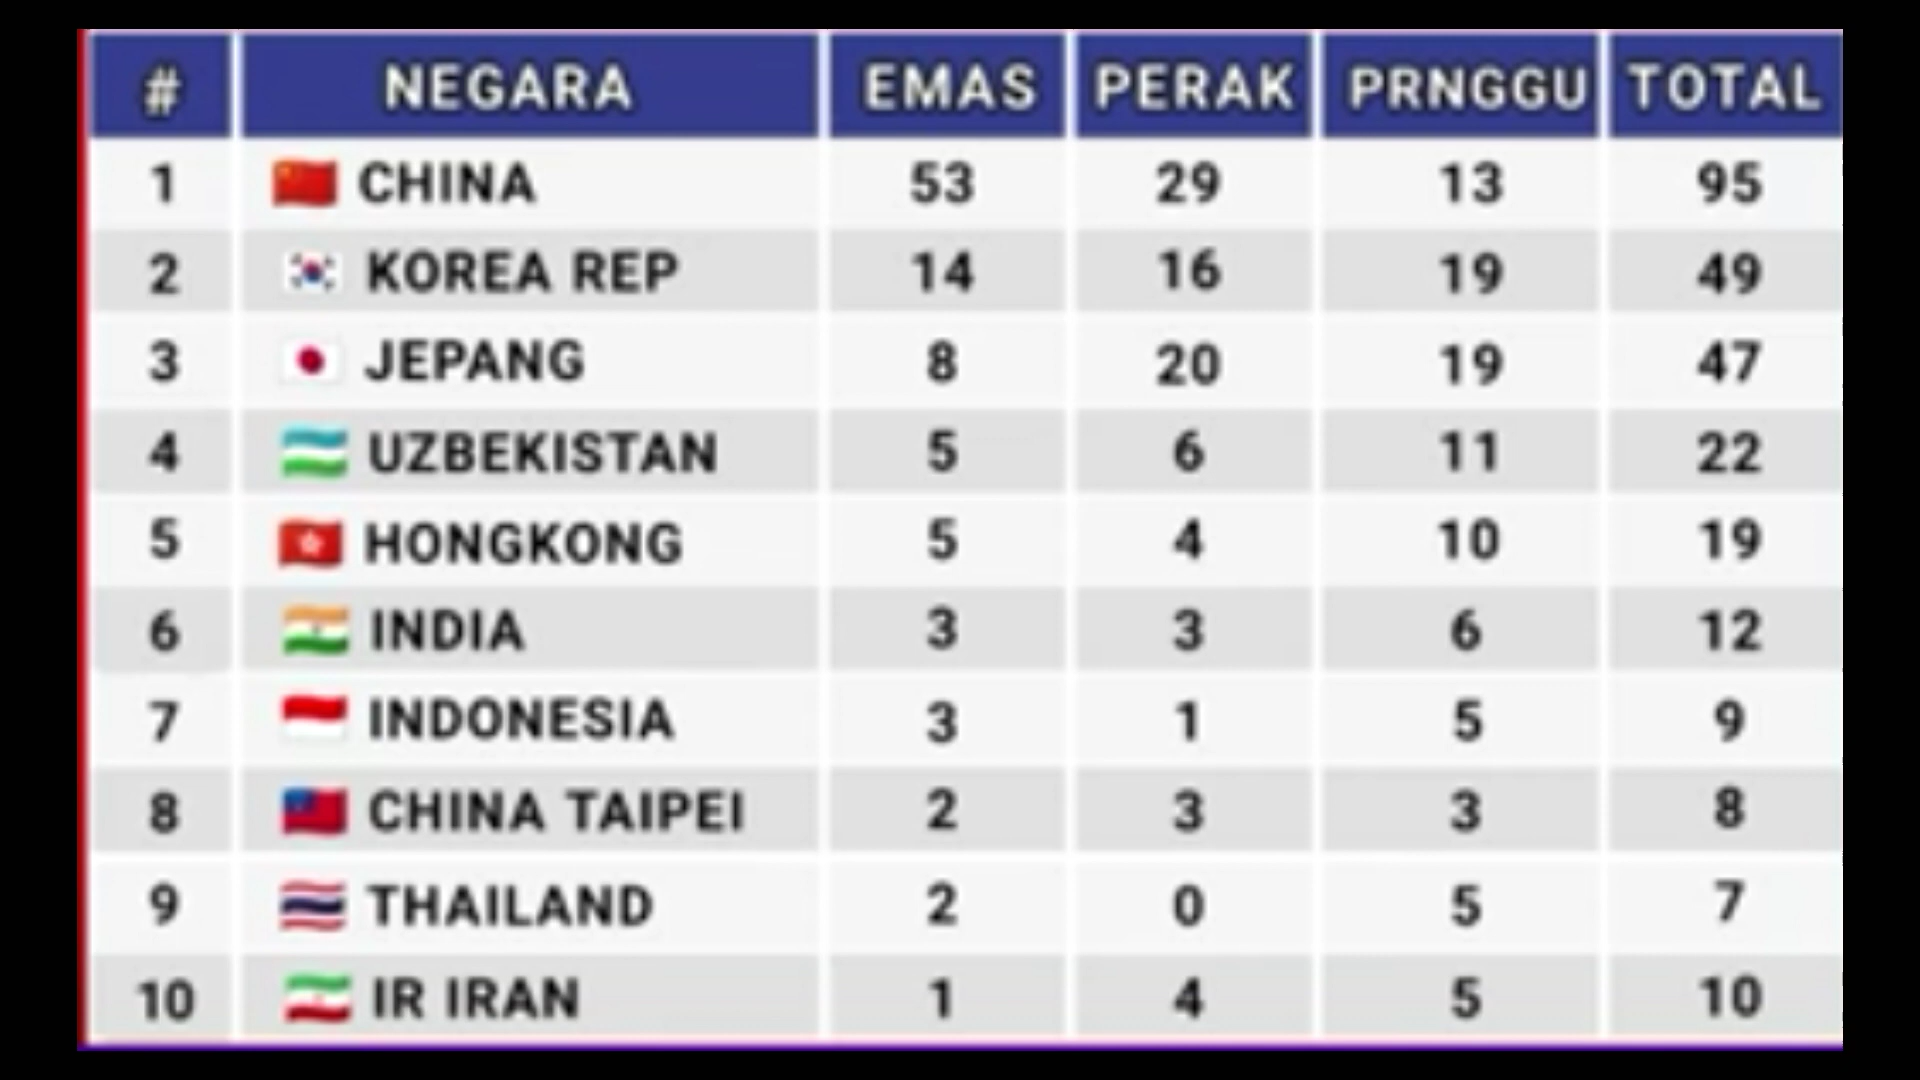 # NEGARA EMAS PERAK PRNGGU TOTAL
1 CHINA 53 29 13 95
2 KOREA REP 14 16 19 49
3 JEPANG 8 20 19 47
4 UZBEKISTAN 5 6 11 22
5 HONGKONG 5 4 10 19
6 INDIA 3 3 6 12
7 INDONESIA 3 1 5 9
8 CHINA TAIPEI 2 3 3 8
9 THAILAND 2 0 5 7
10 IR IRAN 1 4 5 10